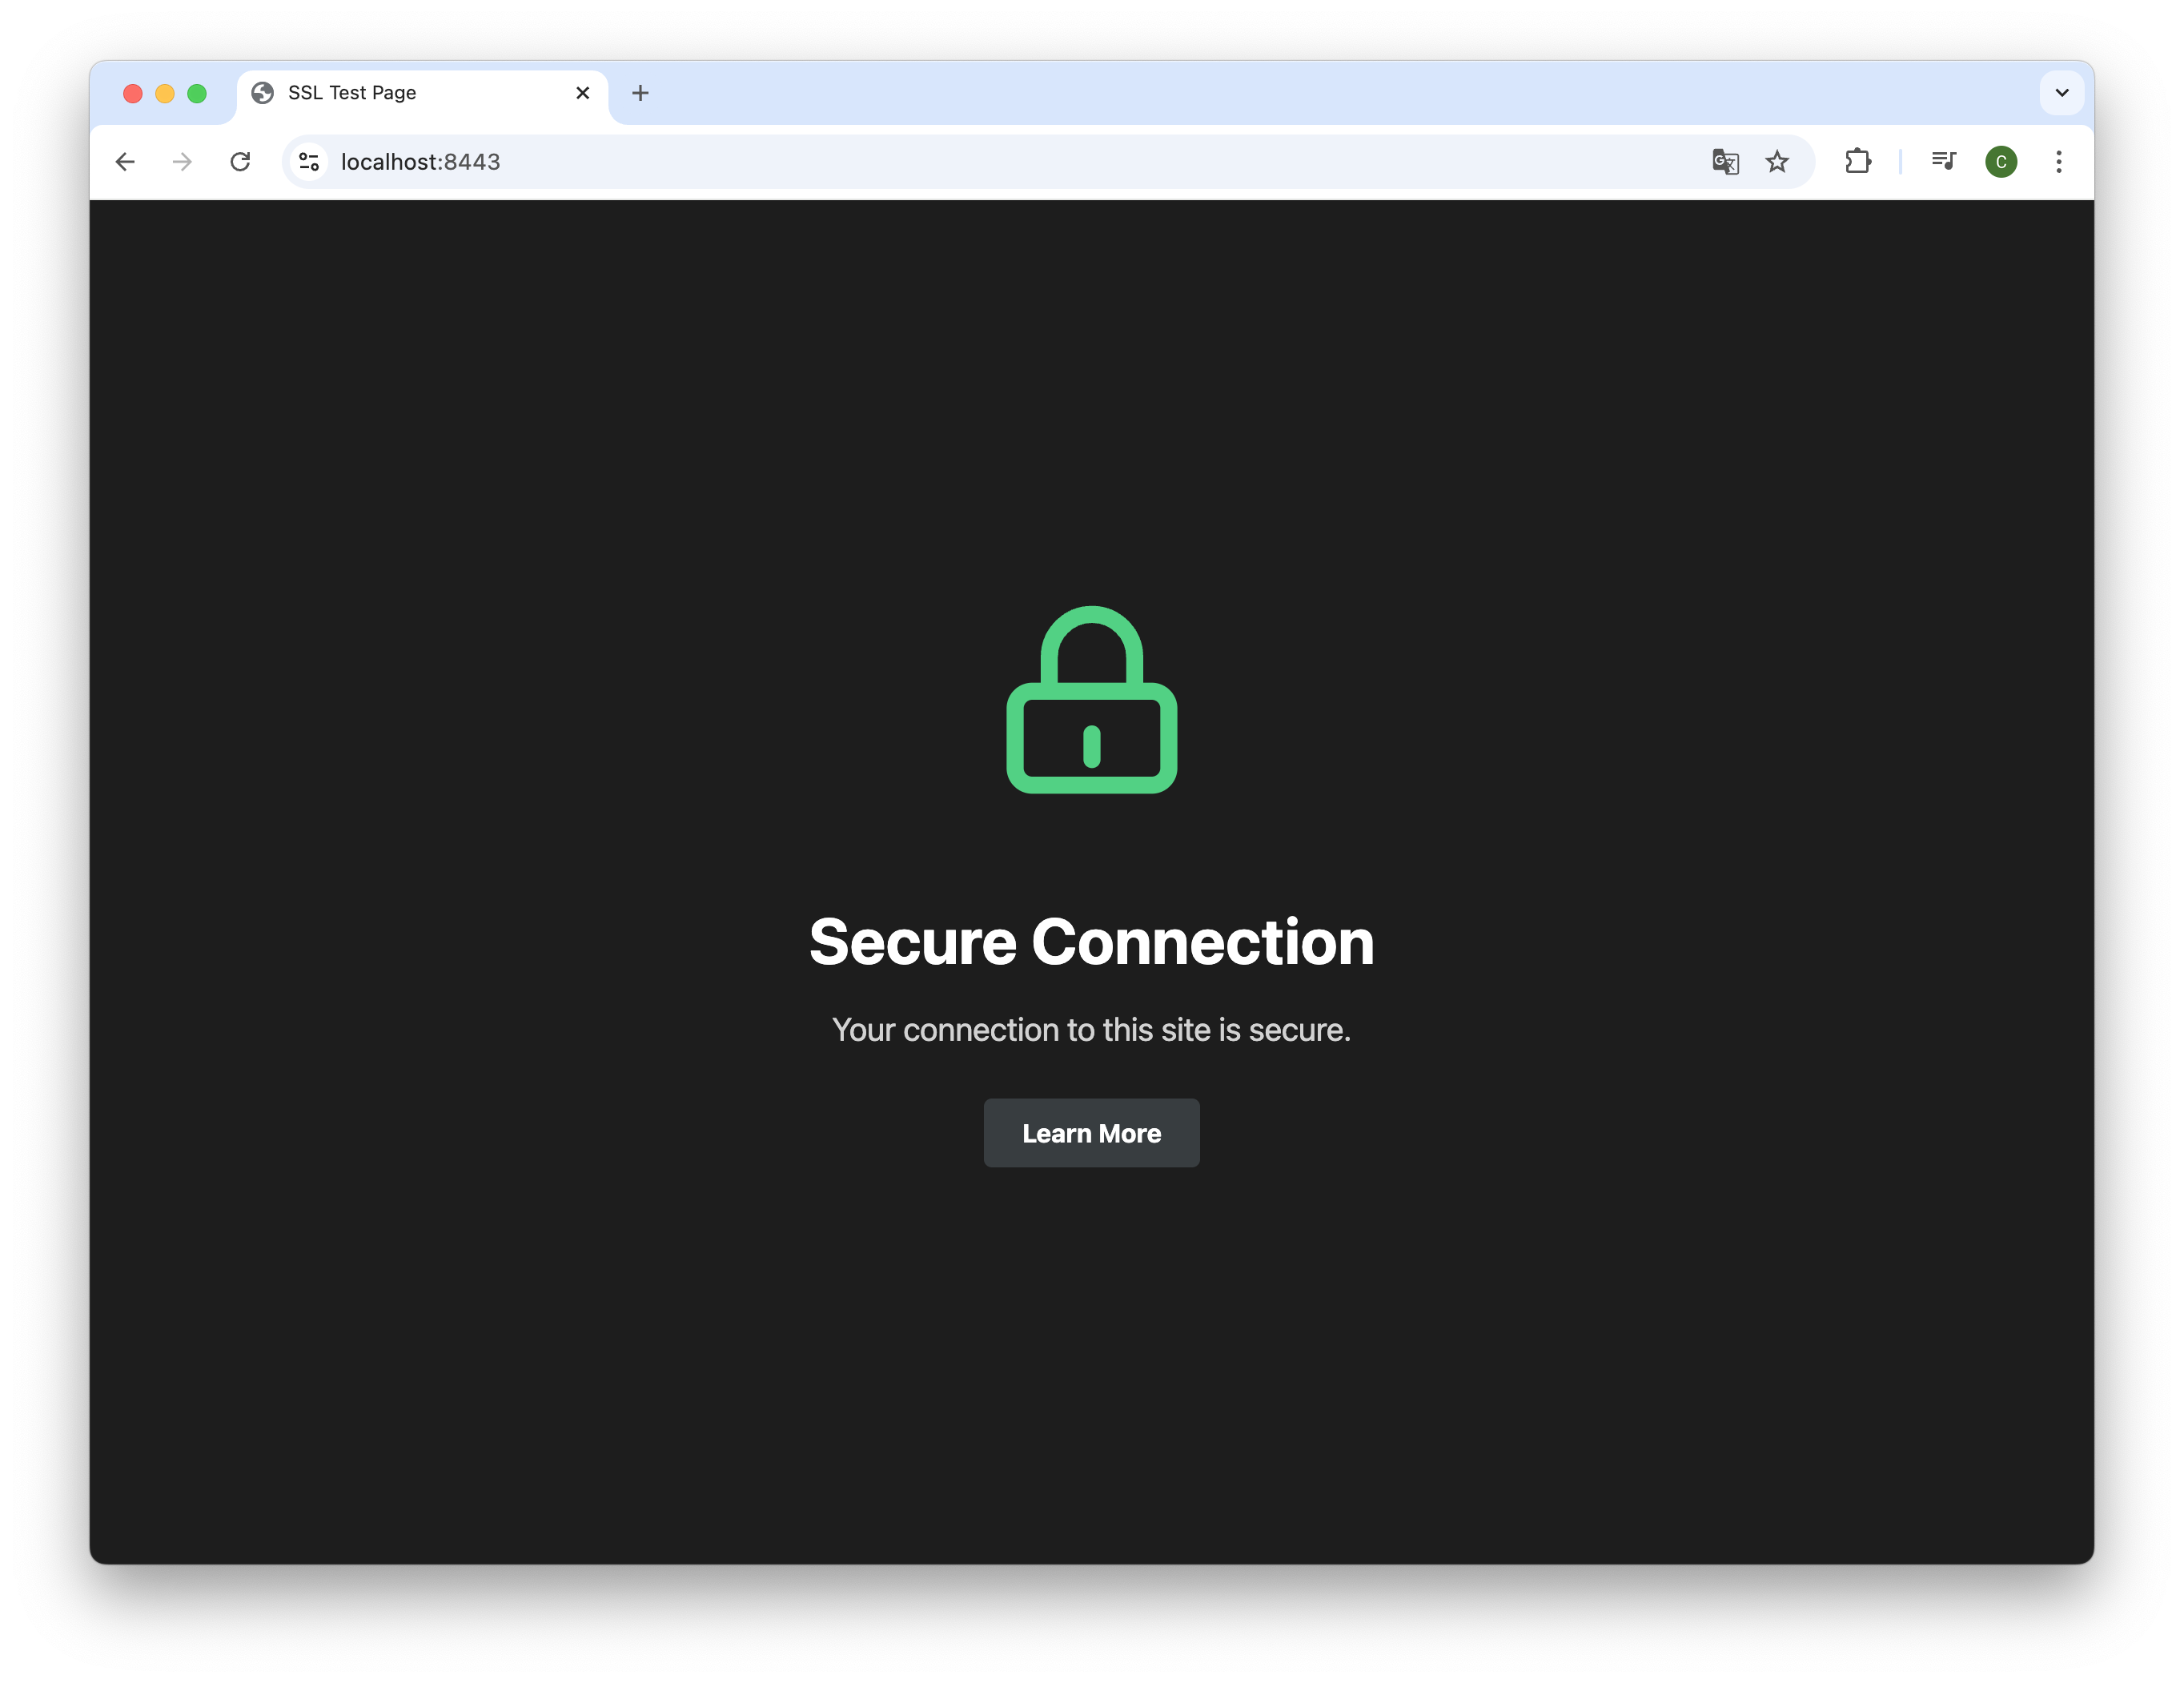 SSL Test Page
localhost:8443
C
Secure Connection
Your connection to this site is secure.
Learn More